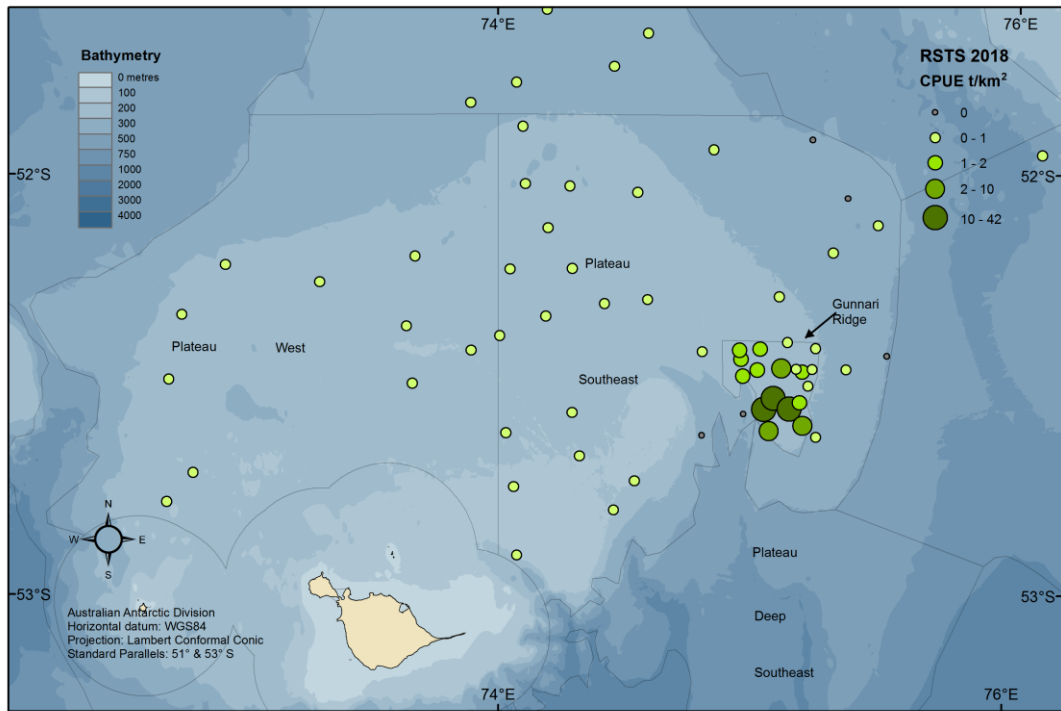 74°E
76°E
Bathymetry
0 metres
100
200
300
500
750
1000
2000
3000
4000
RSTS 2018
CPUE t/km²
0
0 - 1
1 - 2
2 - 10
10 - 42
52°S
52°S
Plateau
Gunnari
Ridge
Plateau
West
Southeast
N
W
E
S
Plateau
53°S
53°S
Australian Antarctic Division
Horizontal datum: WGS84
Projection: Lambert Conformal Conic
Standard Parallels: 51° & 53° S
Deep
Southeast
74°E
76°E